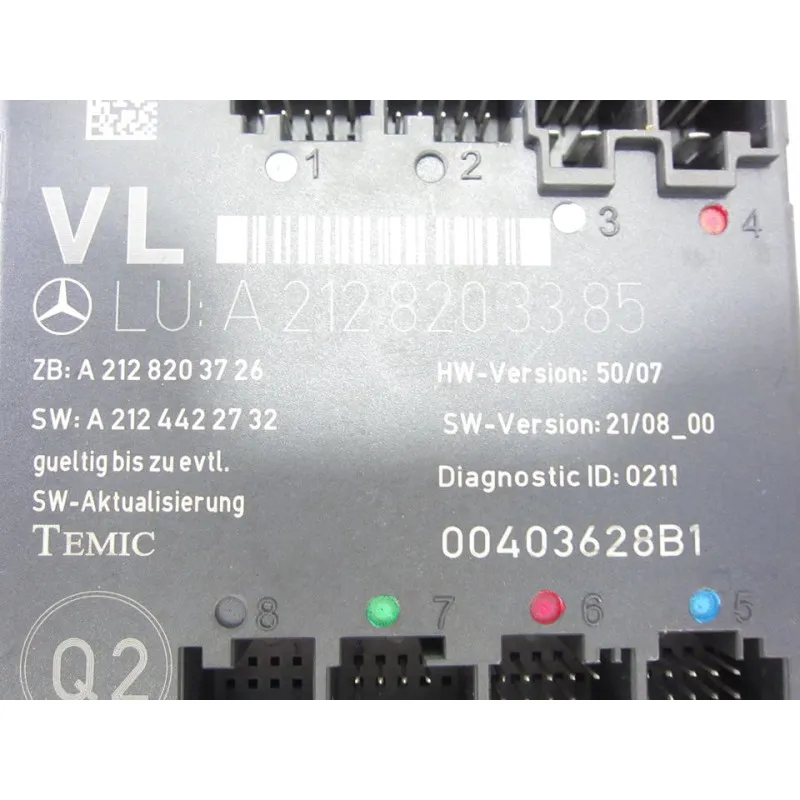 1 2
VL
3 4
LU: A 212 820 33 85
ZB: A 212 820 37 26
HW-Version: 50/07
SW: A 212 442 27 32
SW-Version: 21/08_00
gueltig bis zu evtl.
Diagnostic ID: 0211
SW-Aktualisierung
TEMIC
00403628B1
8 7 6 5
Q2